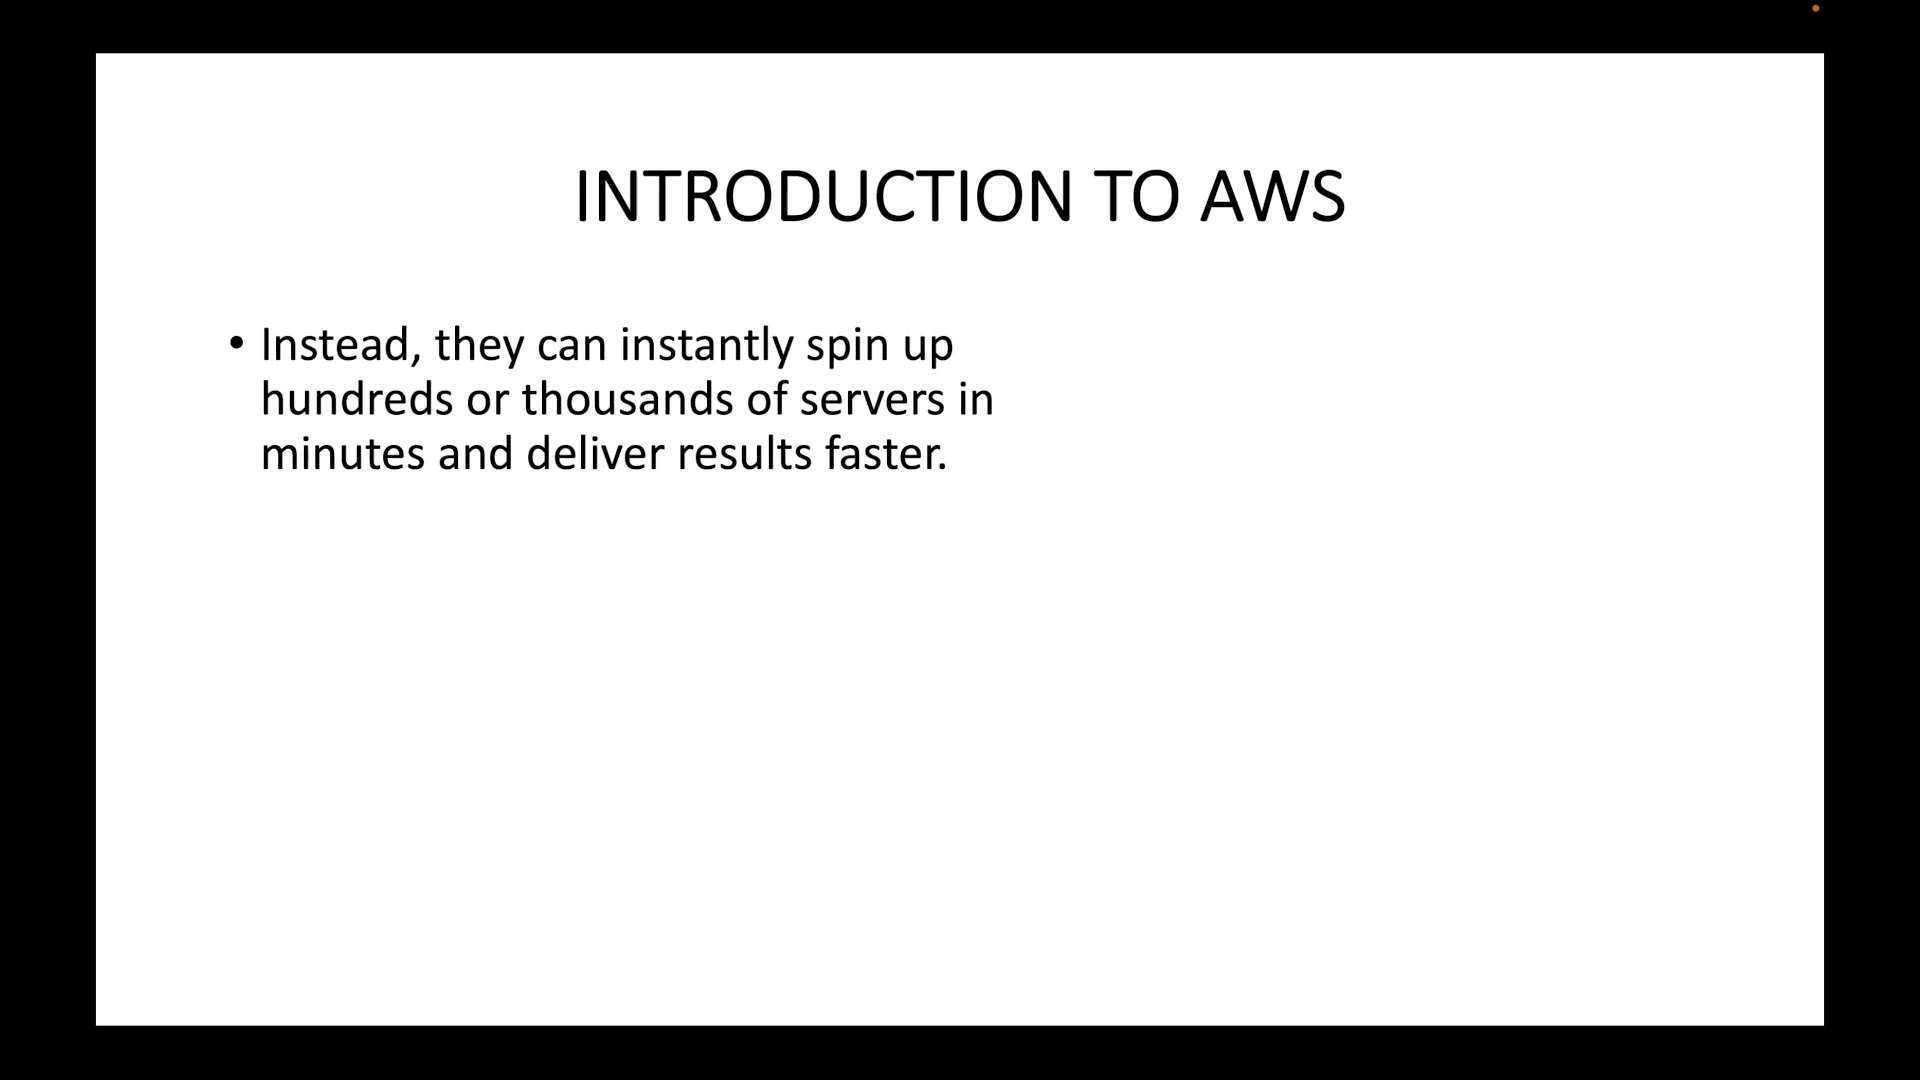 INTRODUCTION TO AWS
• Instead, they can instantly spin up
hundreds or thousands of servers in
minutes and deliver results faster.